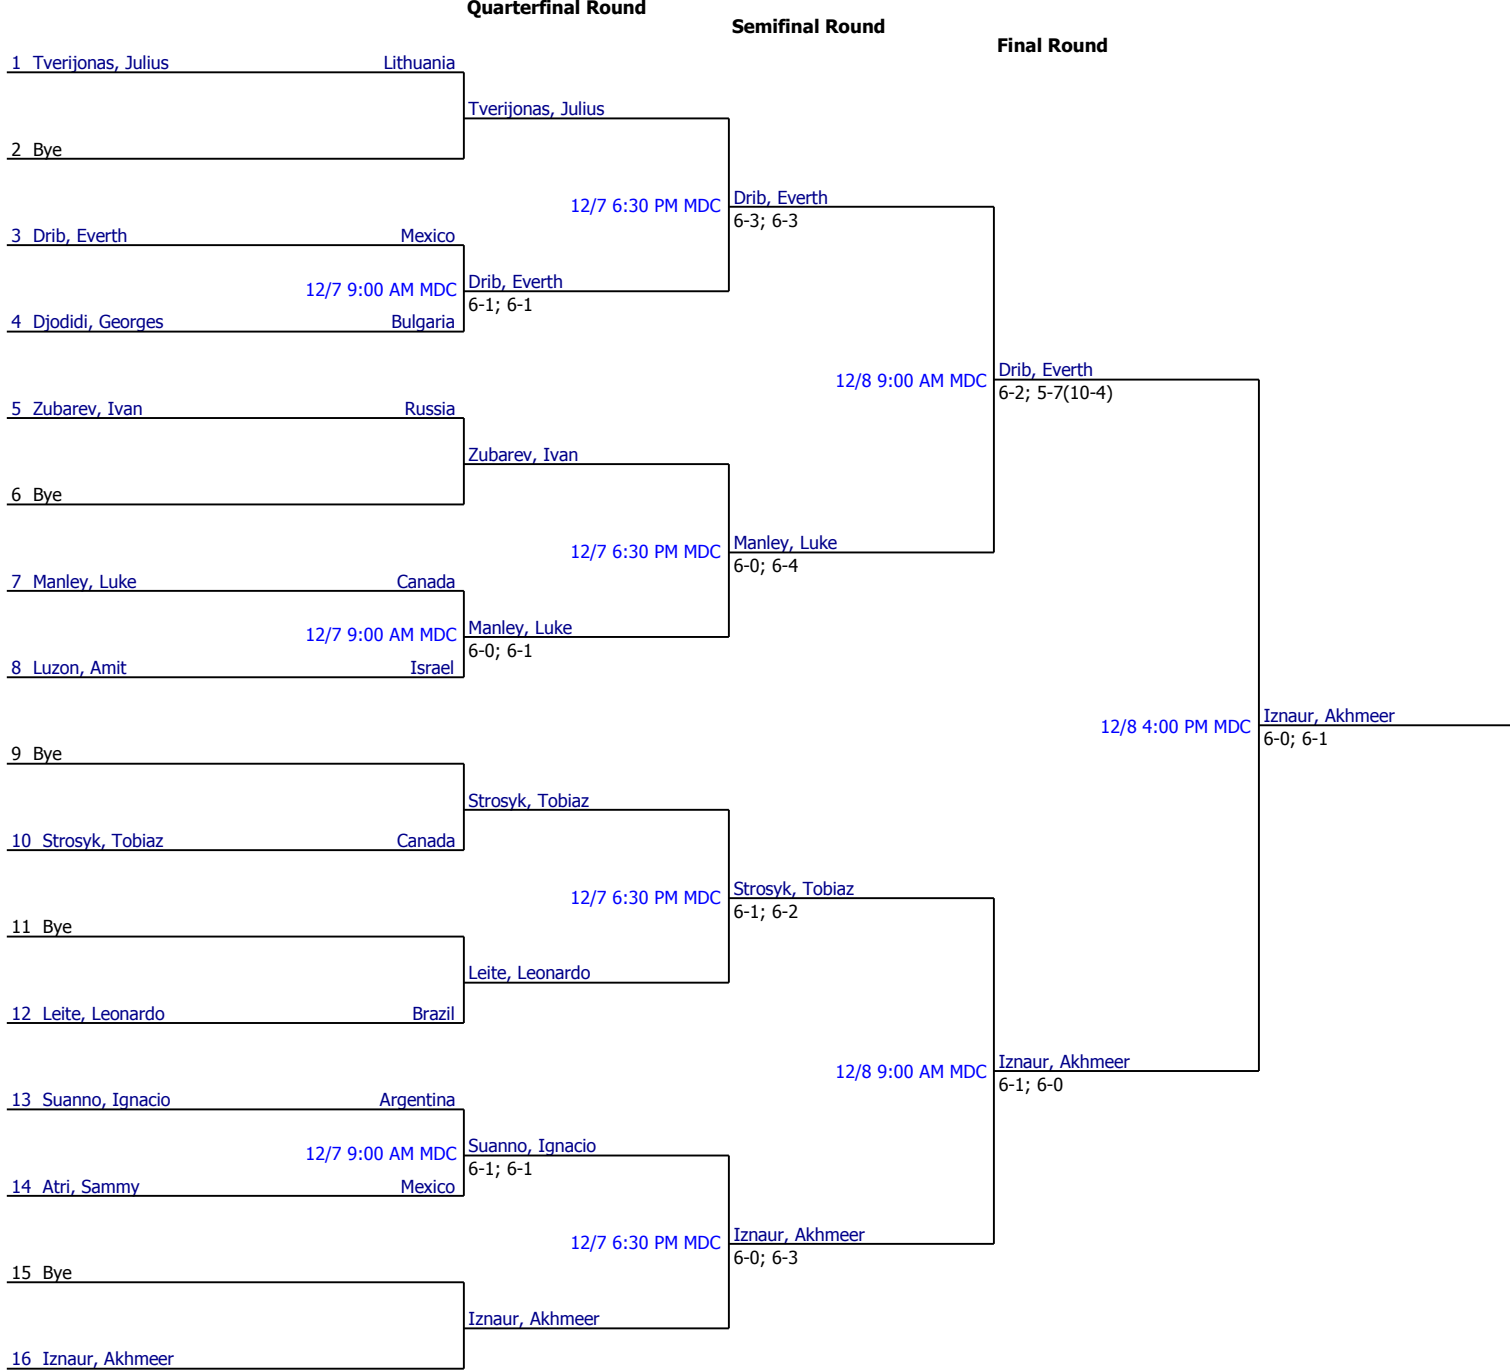 Quarterfinal Round
Semifinal Round
Final Round
1 Tverijonas, Julius Lithuania
Tverijonas, Julius
2 Bye
12/7 6:30 PM MDC Drib, Everth
6-3; 6-3
3 Drib, Everth Mexico
12/7 9:00 AM MDC Drib, Everth
6-1; 6-1
4 Djodidi, Georges Bulgaria
12/8 9:00 AM MDC Drib, Everth
6-2; 5-7(10-4)
5 Zubarev, Ivan Russia
Zubarev, Ivan
6 Bye
12/7 6:30 PM MDC Manley, Luke
6-0; 6-4
7 Manley, Luke Canada
12/7 9:00 AM MDC Manley, Luke
6-0; 6-1
8 Luzon, Amit Israel
12/8 4:00 PM MDC Iznaur, Akhmeer
6-0; 6-1
9 Bye
Strosyk, Tobiaz
10 Strosyk, Tobiaz Canada
12/7 6:30 PM MDC Strosyk, Tobiaz
6-1; 6-2
11 Bye
Leite, Leonardo
12 Leite, Leonardo Brazil
12/8 9:00 AM MDC Iznaur, Akhmeer
6-1; 6-0
13 Suanno, Ignacio Argentina
12/7 9:00 AM MDC Suanno, Ignacio
6-1; 6-1
14 Atri, Sammy Mexico
12/7 6:30 PM MDC Iznaur, Akhmeer
6-0; 6-3
15 Bye
Iznaur, Akhmeer
16 Iznaur, Akhmeer